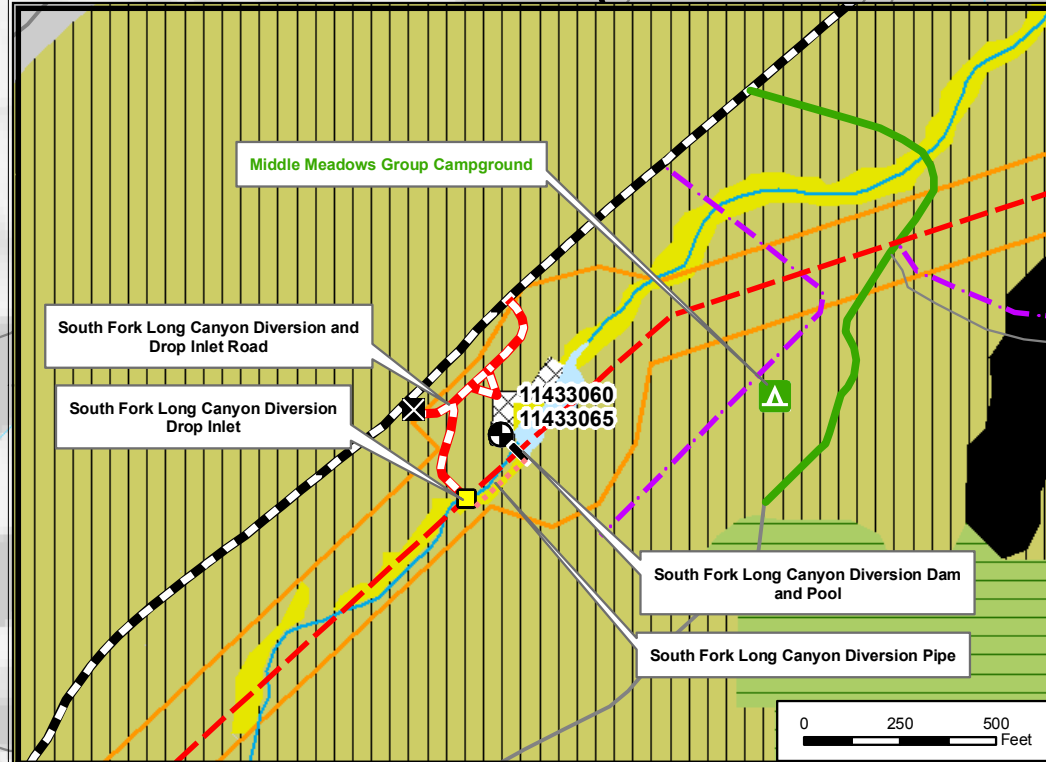 Middle Meadows Group Campground
South Fork Long Canyon Diversion and
Drop Inlet Road
South Fork Long Canyon Diversion
Drop Inlet
11433060
11433065
South Fork Long Canyon Diversion Dam
and Pool
South Fork Long Canyon Diversion Pipe
0 250 500
Feet